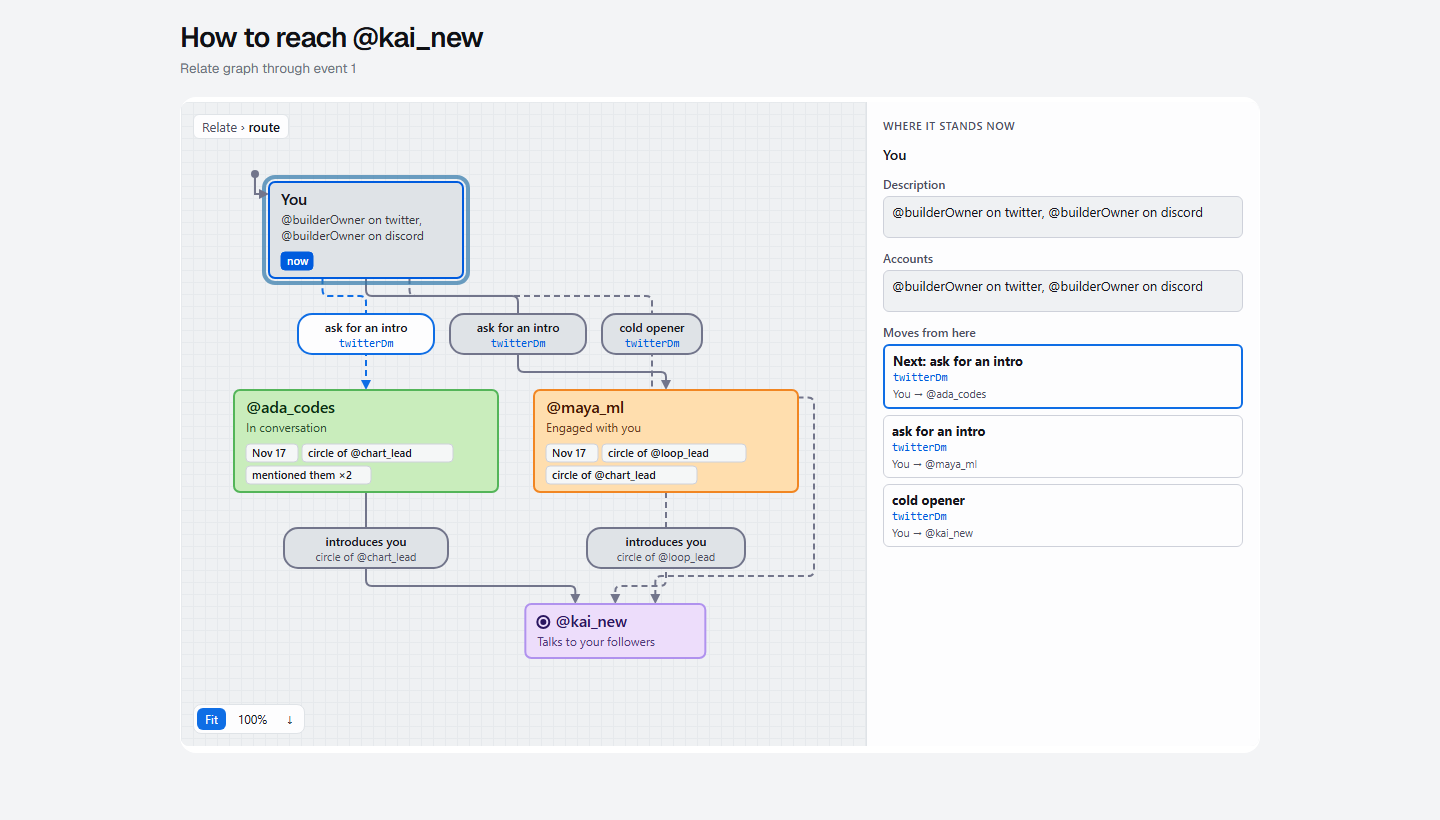 How to reach @kai_new
Relate graph through event 1
Relate › route
You
@builderOwner on twitter,
@builderOwner on discord
now
ask for an intro
twitterDm
ask for an intro
twitterDm
cold opener
twitterDm
@ada_codes
In conversation
Nov 17
circle of @chart_lead
mentioned them ×2
@maya_ml
Engaged with you
Nov 17
circle of @loop_lead
circle of @chart_lead
introduces you
circle of @chart_lead
introduces you
circle of @loop_lead
@kai_new
Talks to your followers
Fit
100%
↓
WHERE IT STANDS NOW
You
Description
@builderOwner on twitter, @builderOwner on discord
Accounts
@builderOwner on twitter, @builderOwner on discord
Moves from here
Next: ask for an intro
twitterDm
You → @ada_codes
ask for an intro
twitterDm
You → @maya_ml
cold opener
twitterDm
You → @kai_new